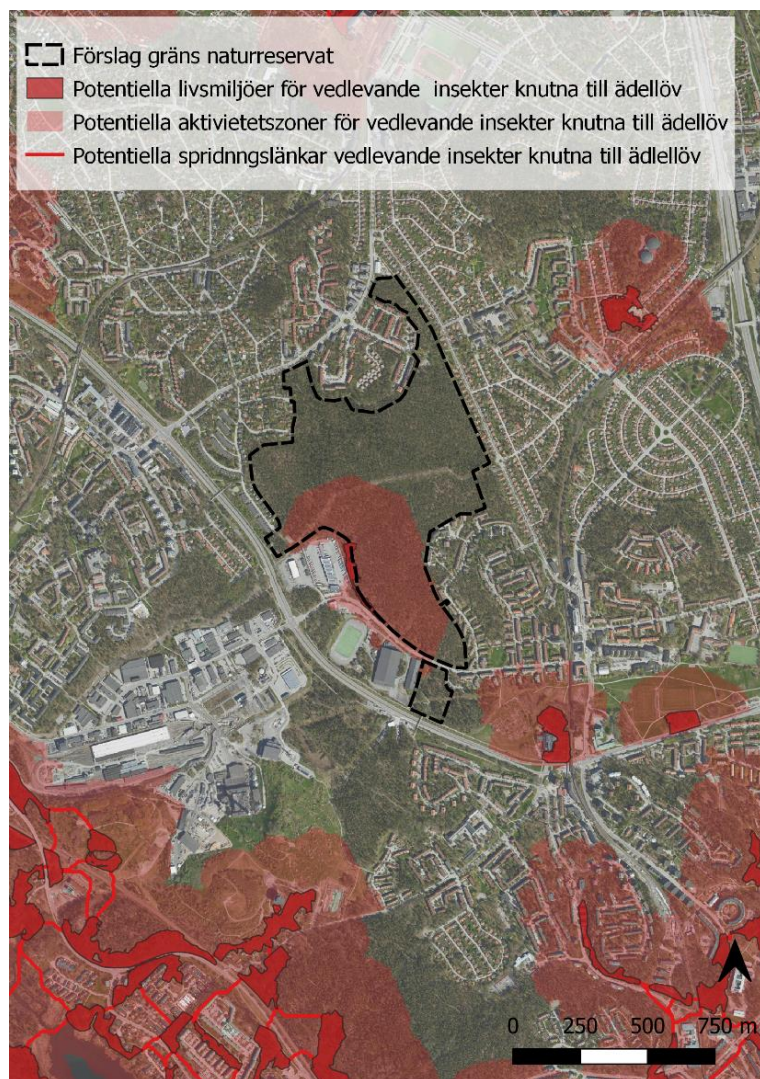 Förslag gräns naturreservat
Potentiella livsmiljöer för vedlevande insekter knutna till ädellöv
Potentiella aktivietetszoner för vedlevande insekter knutna till ädellöv
Potentiella spridnngslänkar vedlevande insekter knutna till ädlellöv
0 250 500 750 m